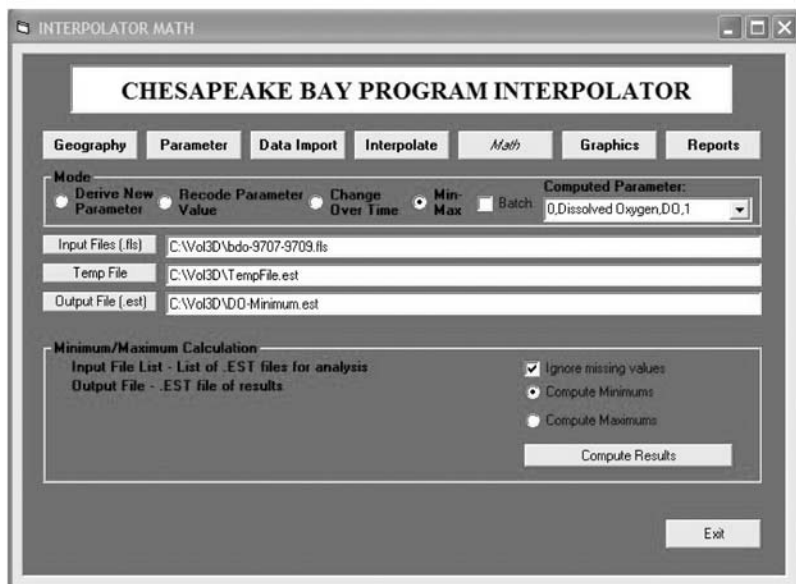 INTERPOLATOR MATH
CHESAPEAKE BAY PROGRAM INTERPOLATOR
Geography Parameter Data Import Interpolate Math Graphics Reports
Mode
Derive New Parameter
Recode Parameter Value
Change Over Time
Min-Max
Batch
Computed Parameter:
0,Dissolved Oxygen,DO,1
Input Files (.fls) C:\Vol3D\bdo-9707-9709.fls
Temp File C:\Vol3D\TempFile.est
Output File (.est) C:\Vol3D\DO-Minimum.est
Minimum/Maximum Calculation
Input File List - List of .EST files for analysis
Output File - .EST file of results
Ignore missing values
Compute Minimums
Compute Maximums
Compute Results
Exit